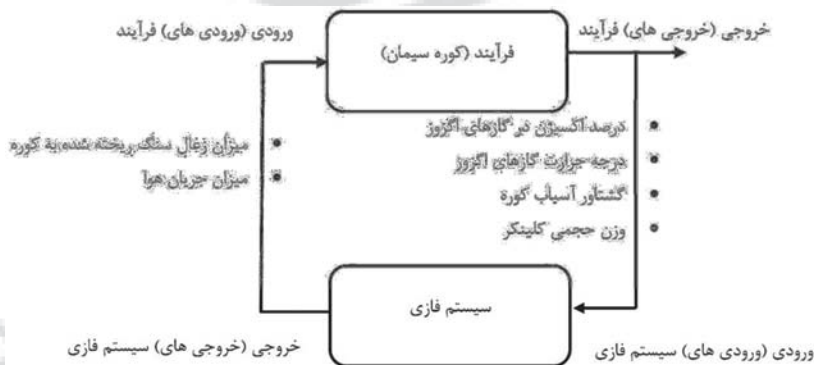 خروجی (خروجی های) فرآیند
فرآیند (کوره سیمان)
ورودی (ورودی های) فرآیند
درصد اکسیژن در گازهای اگزوز
درجه حرارت گازهای اگزوز
گشتاور آسیاب کوره
وزن حجمی کلینکر
میزان زغال سنگ ریخته شده به کوره
میزان جریان هوا
سیستم فازی
ورودی (ورودی های) سیستم فازی
خروجی (خروجی های) سیستم فازی